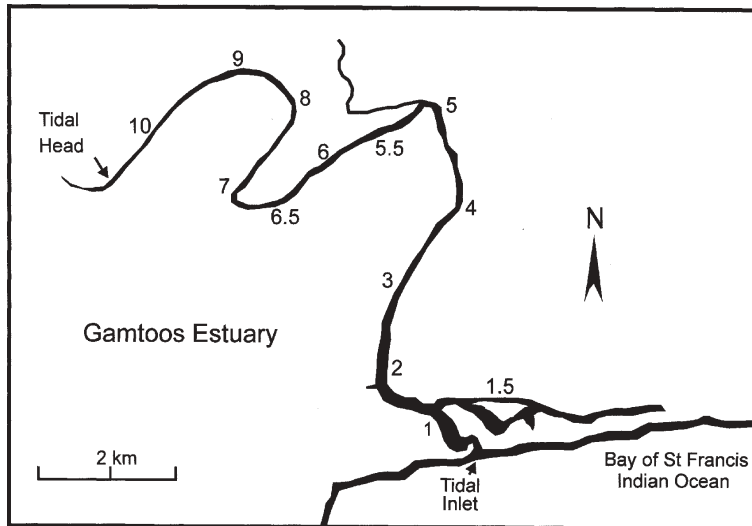 9
8
5
Tidal
Head
10
6
5.5
7
6.5
4
N
3
Gamtoos Estuary
2
1.5
1
2 km
Tidal
Inlet
Bay of St Francis
Indian Ocean